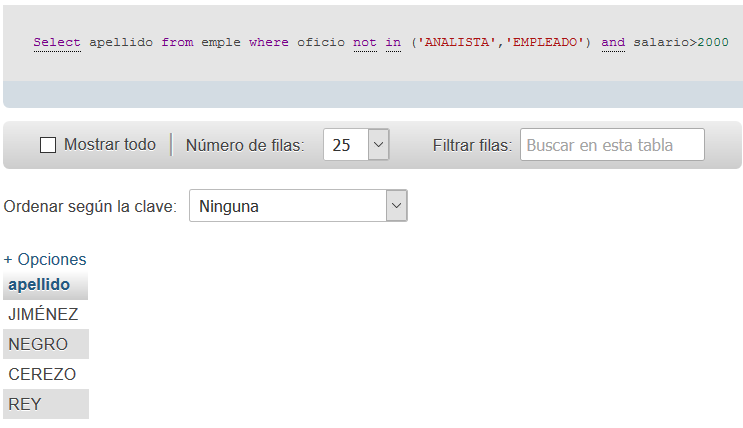 Select apellido from emple where oficio not in ('ANALISTA','EMPLEADO') and salario>2000
Mostrar todo Número de filas: 25 Filtrar filas: Buscar en esta tabla
Ordenar según la clave: Ninguna
+ Opciones
apellido
JIMÉNEZ
NEGRO
CEREZO
REY